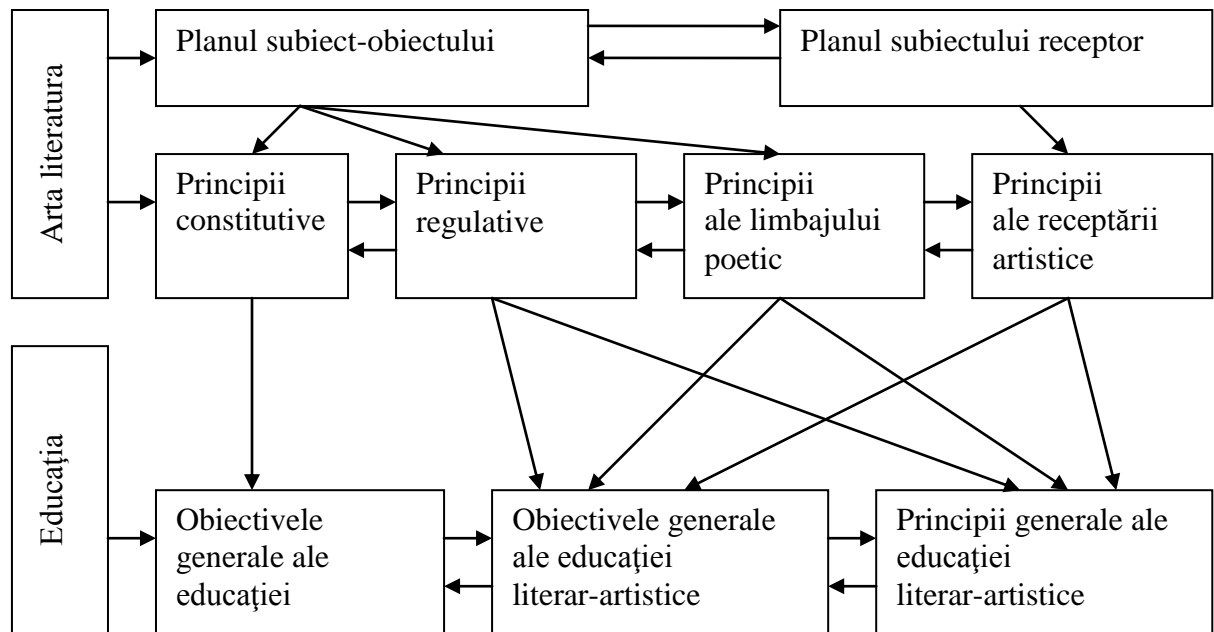 Arta literatura
Planul subiect-obiectului
Planul subiectului receptor
Principii
constitutive
Principii
regulative
Principii
ale limbajului
poetic
Principii
ale receptării
artistice
Educaţia
Obiectivele
generale ale
educaţiei
Obiectivele generale
ale educaţiei
literar-artistice
Principii generale ale
educaţiei
literar-artistice